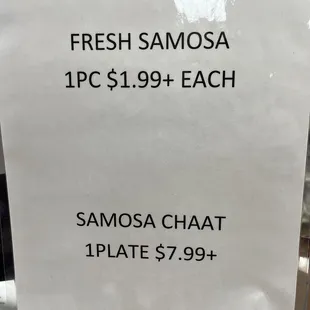 FRESH SAMOSA
1PC $1.99+ EACH
SAMOSA CHAAT
1PLATE $7.99+